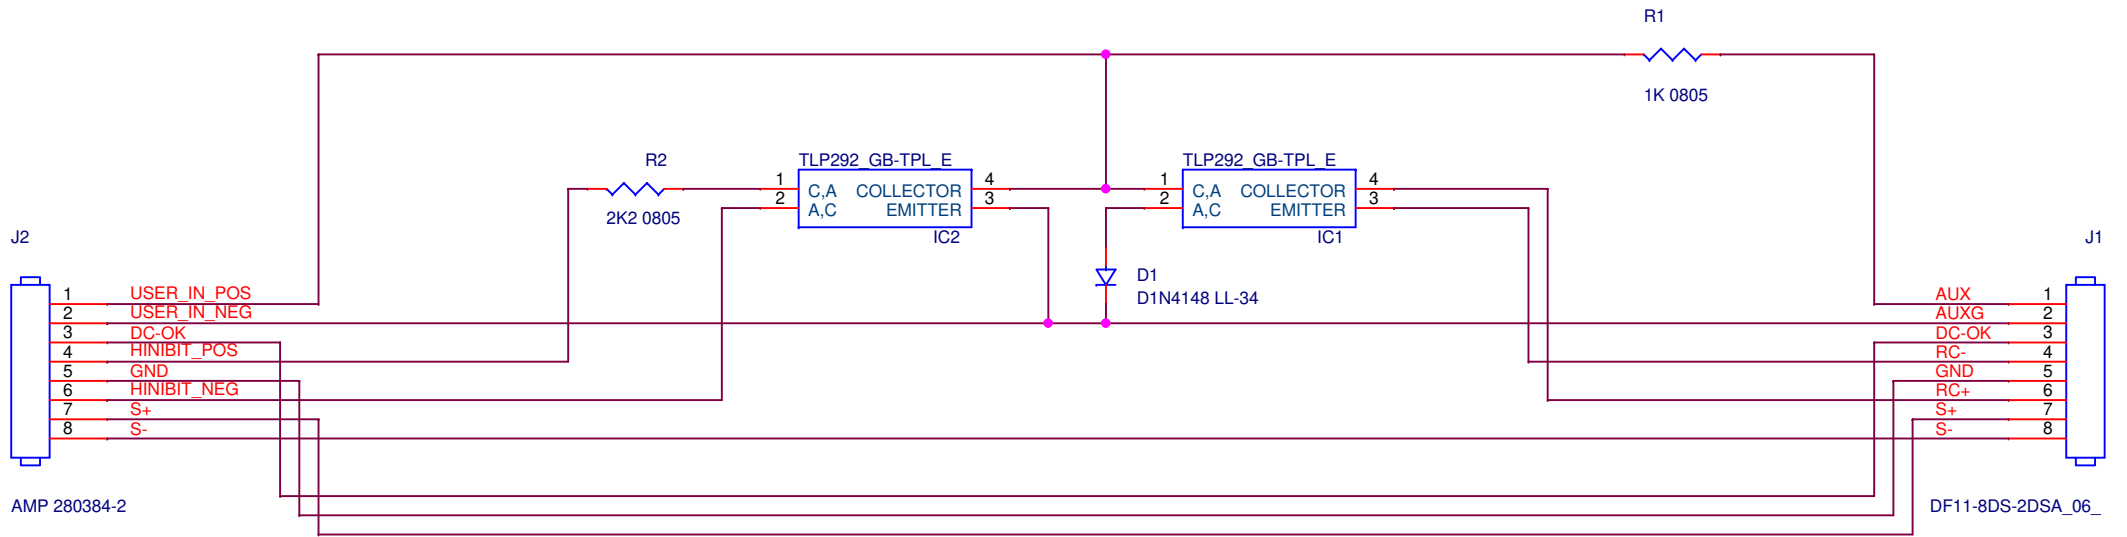 R1
1K 0805
R2
2K2 0805
TLP292_GB-TPL_E
1 C,A COLLECTOR 4
2 A,C EMITTER 3
IC2
TLP292_GB-TPL_E
1 C,A COLLECTOR 4
2 A,C EMITTER 3
IC1
D1
D1N4148 LL-34
J2
1 USER_IN_POS
2 USER_IN_NEG
3 DC-OK
4 HINIBIT_POS
5 GND
6 HINIBIT_NEG
7 S+
8 S-
AMP 280384-2
J1
AUX 1
AUXG 2
DC-OK 3
RC- 4
GND 5
RC+ 6
S+ 7
S- 8
DF11-8DS-2DSA_06_